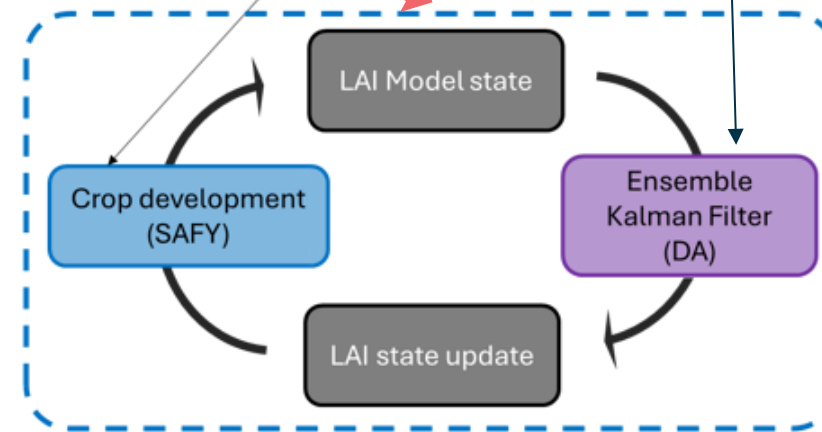 LAI Model state
Crop development
(SAFY)
Ensemble
Kalman Filter
(DA)
LAI state update